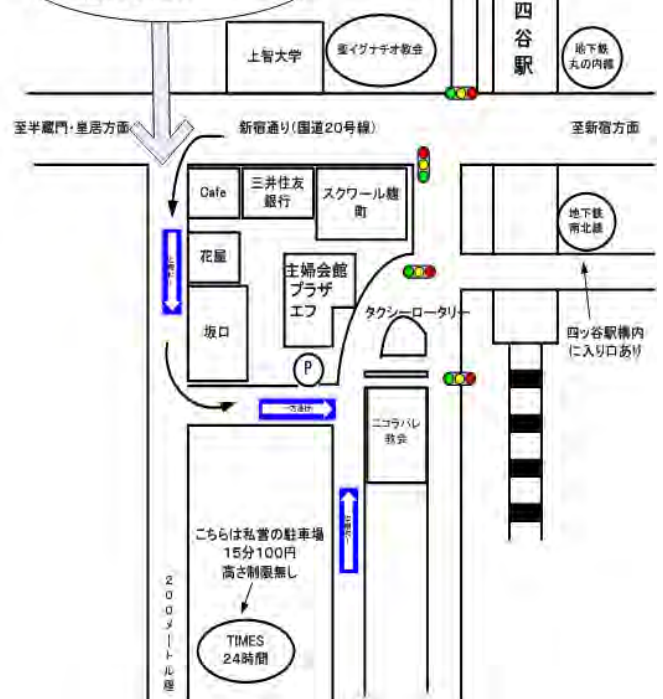 四
谷
駅
地下鉄
丸の内線
上智大学
聖イグナチオ教会
至半蔵門・皇居方面
新宿通り(国道20号線)
至新宿方面
Cafe
三井住友
銀行
スクワール麹
町
地下鉄
南北線
花屋
主婦会館
プラザ
エフ
タクシーロータリー
坂口
四ッ谷駅構内
に入り口あり
P
ニコラバレ
教会
こちらは私営の駐車場
15分100円
高さ制限無し
TIMES
24時間
200メートル程